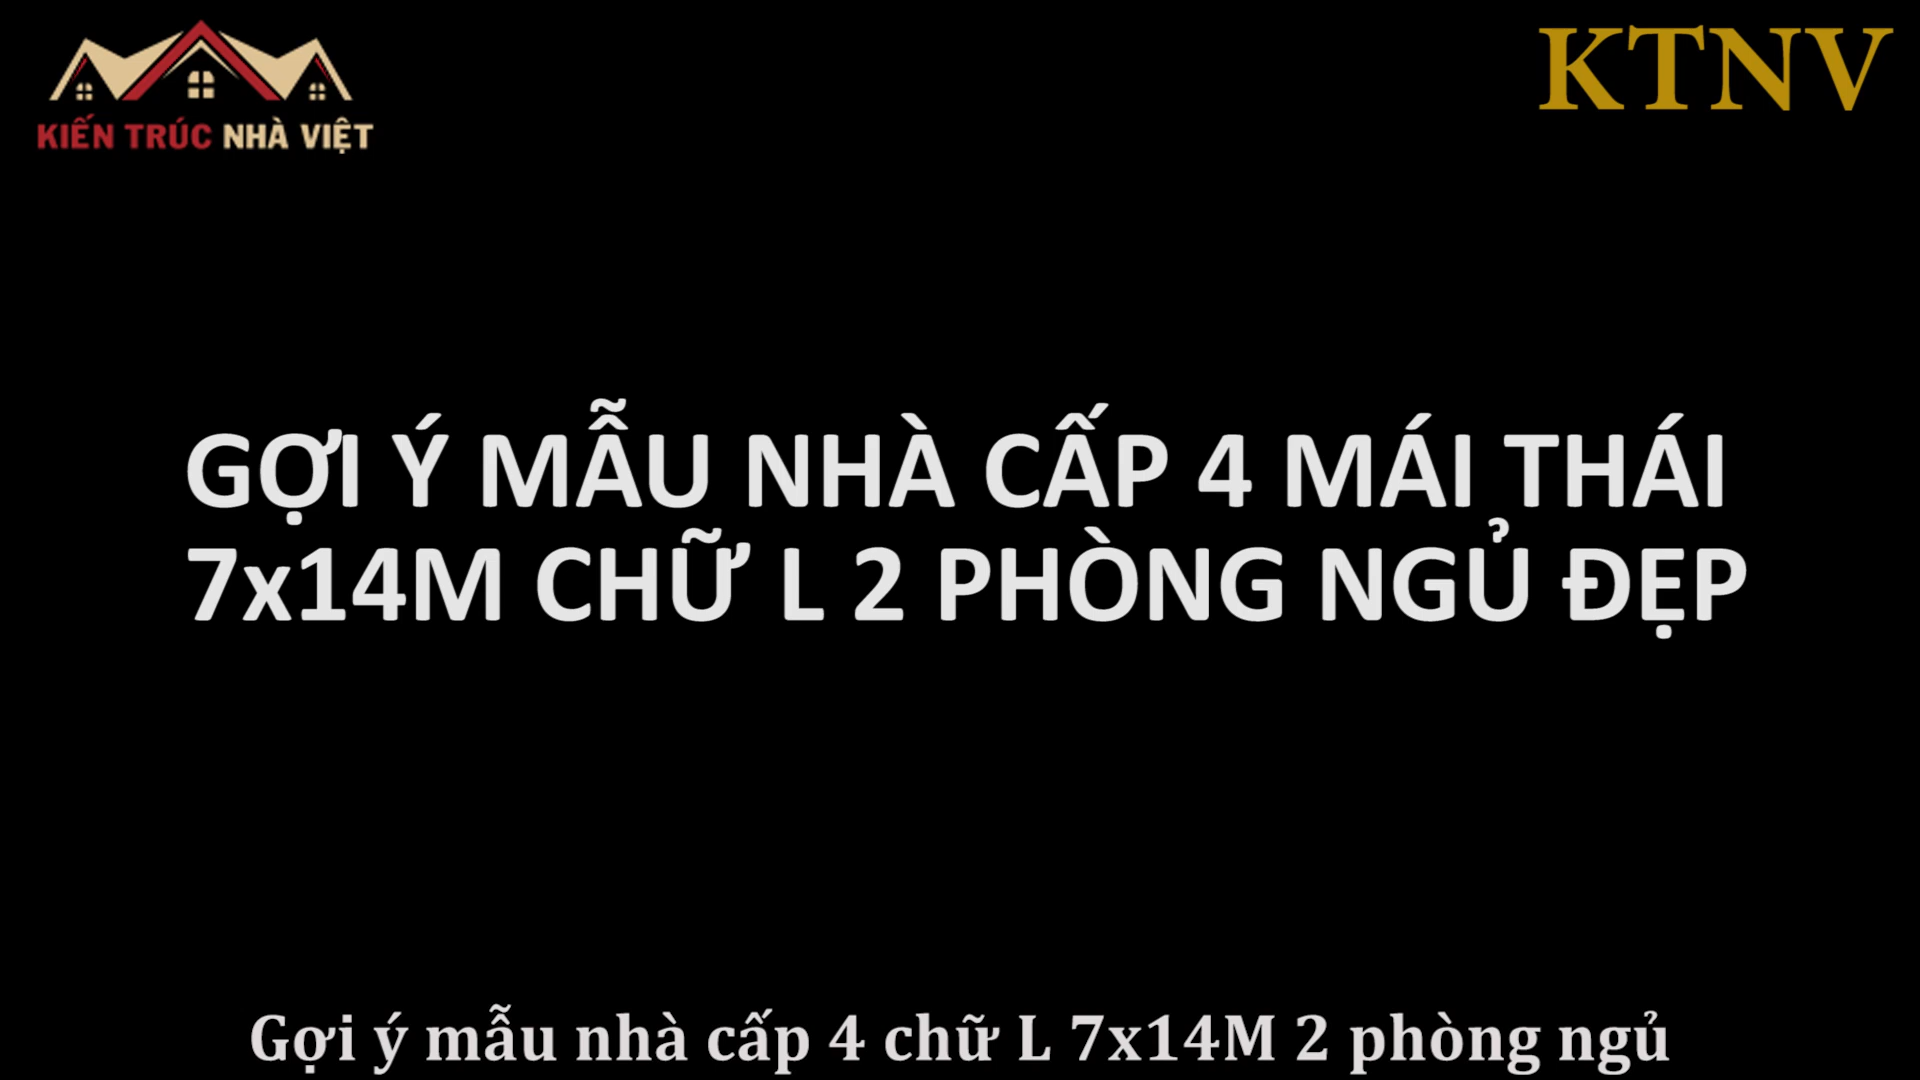 KIẾN TRÚC NHÀ VIỆT
KTNV
GỢI Ý MẪU NHÀ CẤP 4 MÁI THÁI
7x14M CHỮ L 2 PHÒNG NGỦ ĐẸP
Gợi ý mẫu nhà cấp 4 chữ L 7x14M 2 phòng ngủ